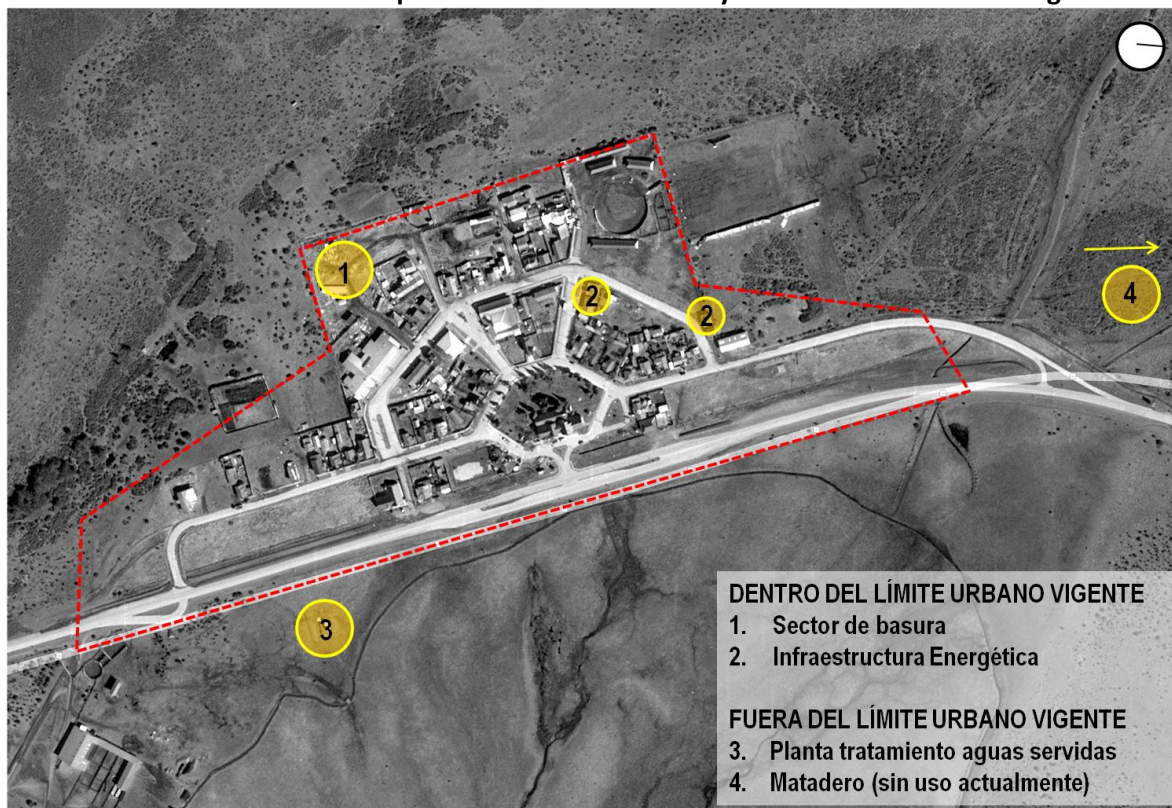 1
2
2
4
3
DENTRO DEL LÍMITE URBANO VIGENTE
1. Sector de basura
2. Infraestructura Energética
FUERA DEL LÍMITE URBANO VIGENTE
3. Planta tratamiento aguas servidas
4. Matadero (sin uso actualmente)